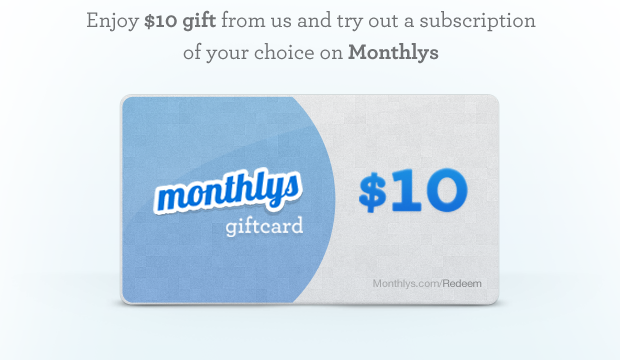 Enjoy $10 gift from us and try out a subscription
of your choice on Monthlys
monthlys
giftcard
$10
Monthlys.com/Redeem